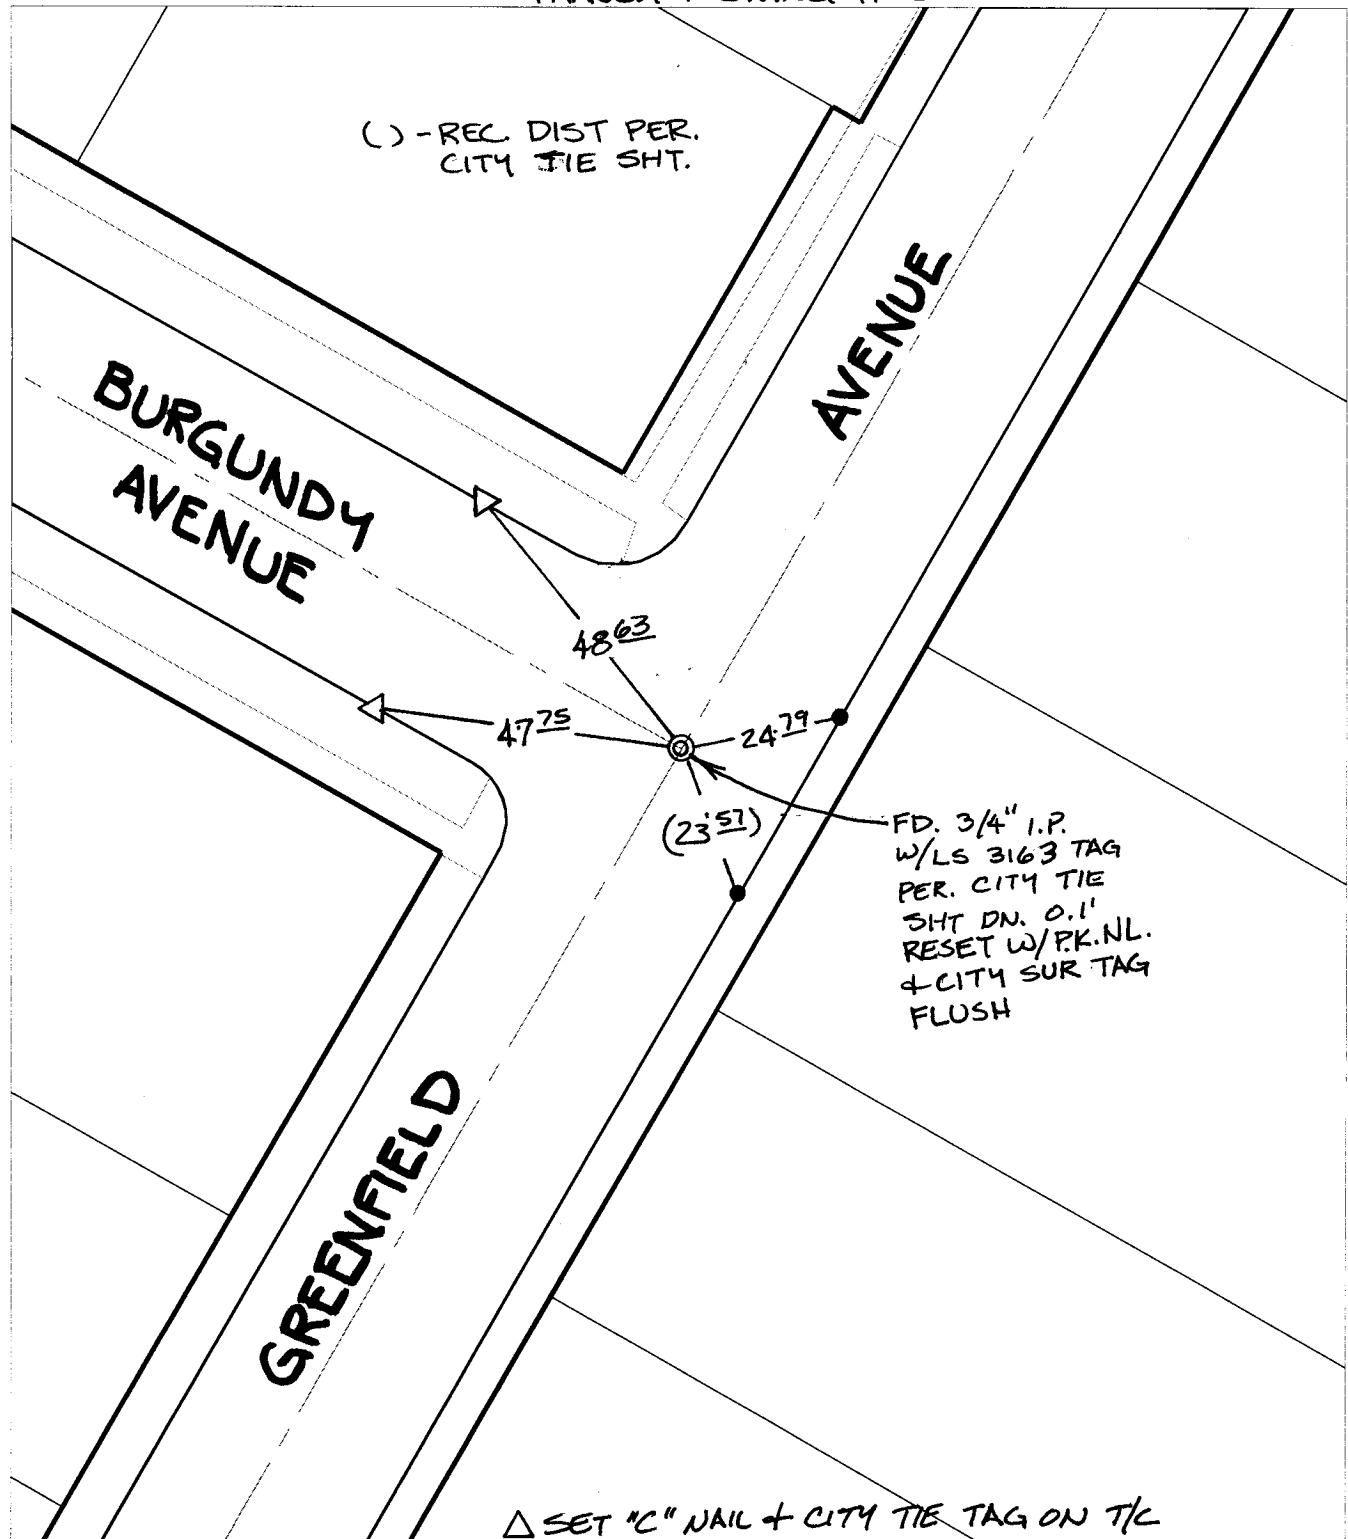 ( ) - REC. DIST PER.
CITY TIE SHT.
AVENUE
BURGUNDY
AVENUE
48 63
47 75
24 79
(23 57)
FD. 3/4" I.P.
W/LS 3163 TAG
PER. CITY TIE
SHT DN. 0.1'
RESET W/P.K.NL.
& CITY SUR TAG
FLUSH
GREENFIELD
△ SET "C" NAIL & CITY TIE TAG ON T/C